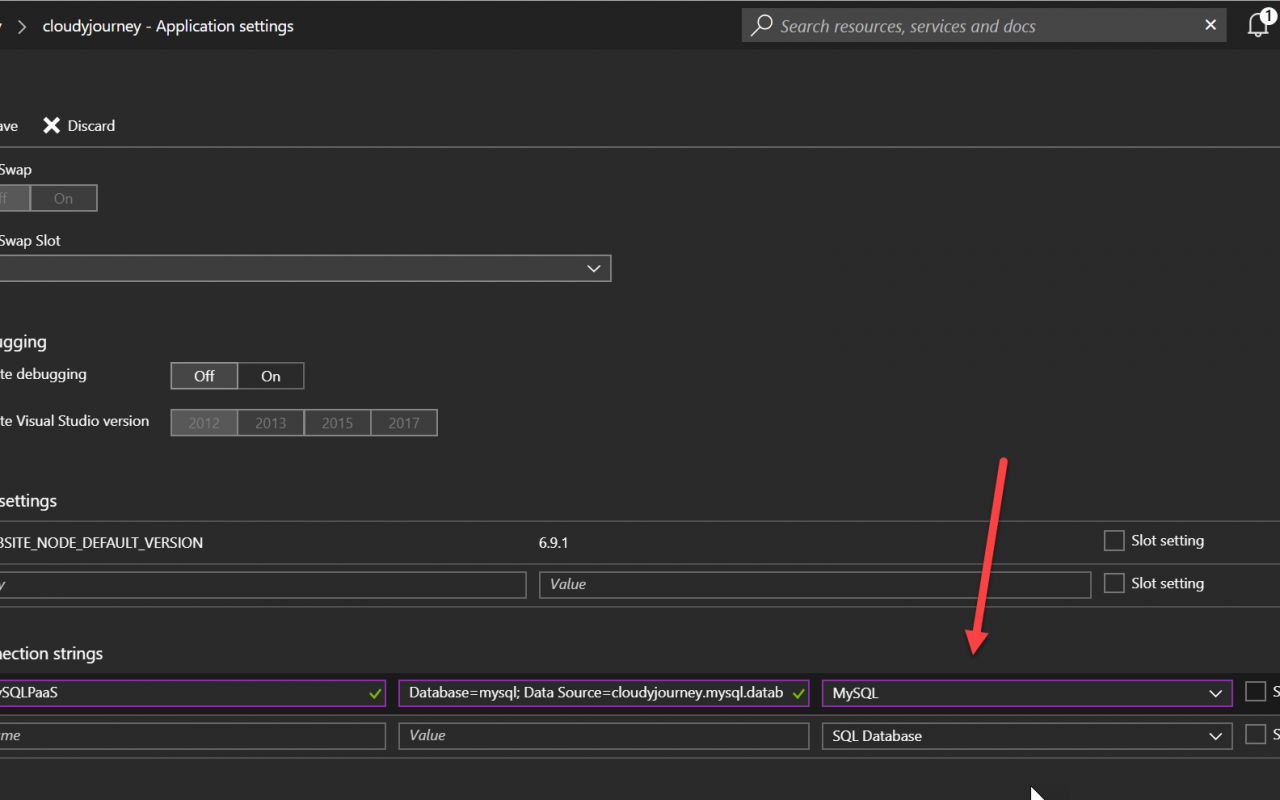 cloudyjourney - Application settings
Search resources, services and docs
1
ave
Discard
Swap
On
Swap Slot
ugging
te debugging
Off
On
te Visual Studio version
2012
2013
2015
2017
settings
BSITE_NODE_DEFAULT_VERSION
6.9.1
Slot setting
y
Value
Slot setting
nection strings
ySQLPaaS
Database=mysql; Data Source=cloudyjourney.mysql.datab
MySQL
S
me
Value
SQL Database
S